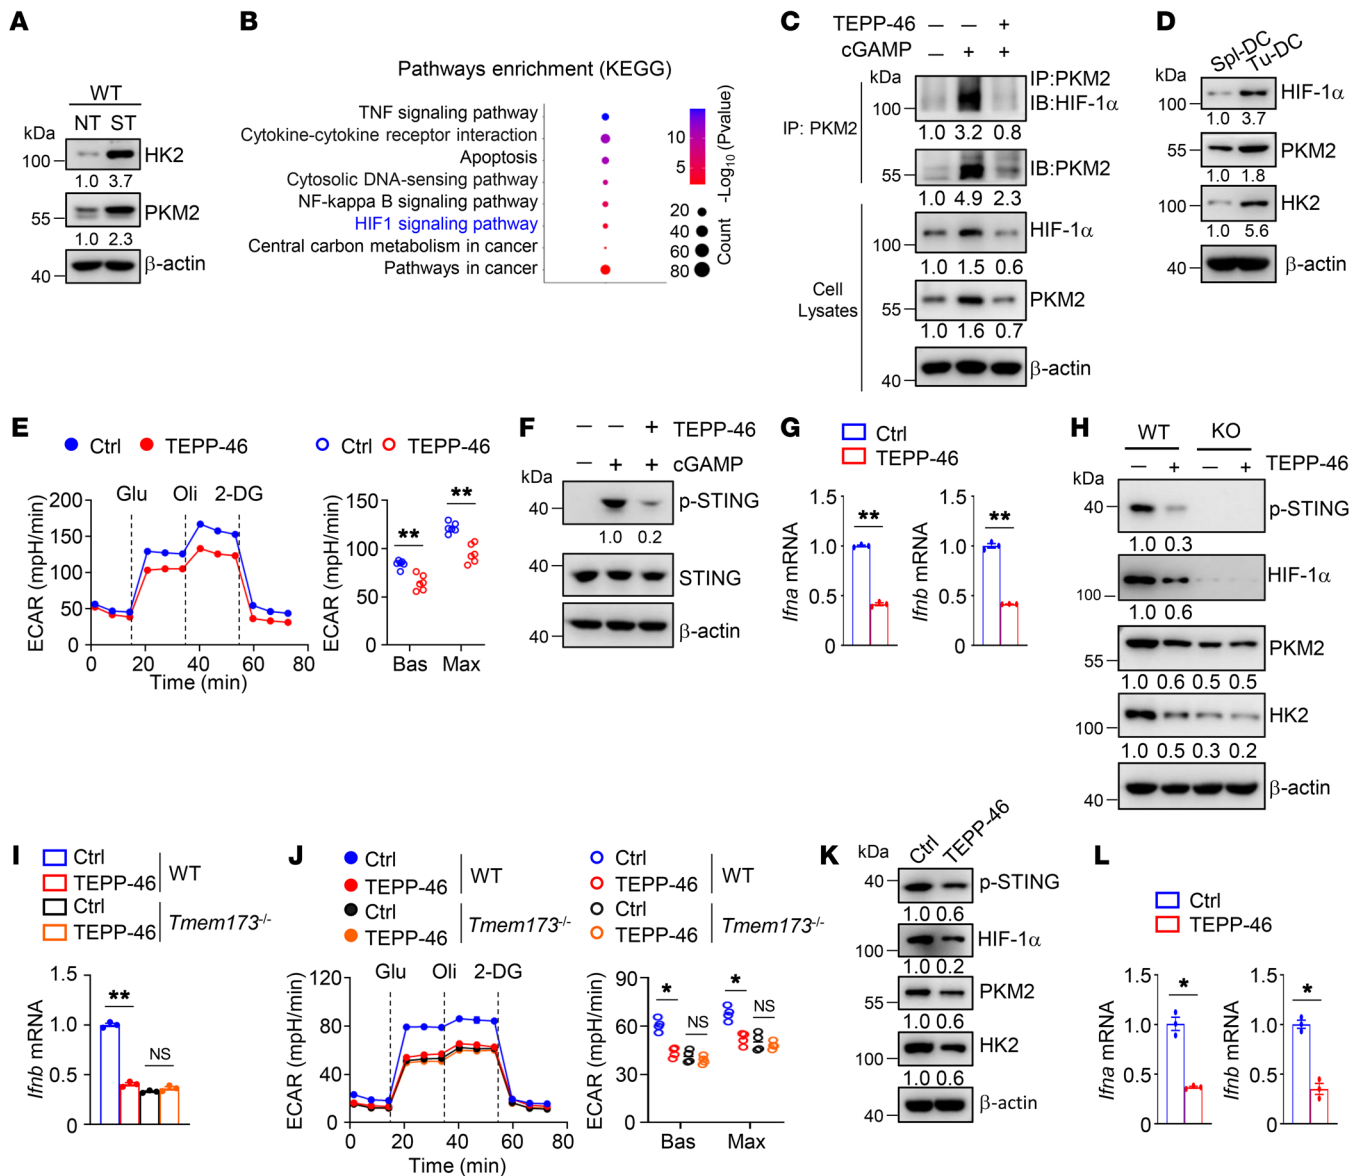 A
WT
NT ST
kDa
100
HK2
1.0 3.7
55
PKM2
1.0 2.3
40
β-actin
B
Pathways enrichment (KEGG)
TNF signaling pathway
Cytokine-cytokine receptor interaction
Apoptosis
Cytosolic DNA-sensing pathway
NF-kappa B signaling pathway
HIF1 signaling pathway
Central carbon metabolism in cancer
Pathways in cancer
10
5
-Log10 (Pvalue)
20
40
60
80
Count
C
TEPP-46 — — +
cGAMP — + +
kDa
IP: PKM2
100
IP:PKM2
IB:HIF-1α
1.0 3.2 0.8
55
IB:PKM2
1.0 4.9 2.3
Cell
Lysates
100
HIF-1α
1.0 1.5 0.6
55
PKM2
1.0 1.6 0.7
40
β-actin
D
Spl-DC
Tu-DC
kDa
100
HIF-1α
1.0 3.7
55
PKM2
1.0 1.8
HK2
100
1.0 5.6
40
β-actin
E
Ctrl TEPP-46
Ctrl TEPP-46
Glu Oli 2-DG
ECAR (mpH/min)
200
150
100
50
0
0 20 40 60 80
Time (min)
ECAR (mpH/min)
150
100
50
0
**
**
Bas Max
F
— — + TEPP-46
— + + cGAMP
kDa
40
p-STING
1.0 0.2
40
STING
40
β-actin
G
Ctrl
TEPP-46
Ifna mRNA
1.5
1.0
0.5
0
**
Ifnb mRNA
1.5
1.0
0.5
0
**
H
WT KO
— + — + TEPP-46
kDa
40
p-STING
1.0 0.3
100
HIF-1α
1.0 0.6
55
PKM2
1.0 0.6 0.5 0.5
100
HK2
1.0 0.5 0.3 0.2
40
β-actin
I
Ctrl
TEPP-46
WT
Ctrl
TEPP-46
Tmem173-/-
Ifnb mRNA
1.5
1.0
0.5
0
**
NS
J
Ctrl
TEPP-46
WT
Ctrl
TEPP-46
Tmem173-/-
Glu Oli 2-DG
ECAR (mpH/min)
120
80
40
0
0 20 40 60 80
Time (min)
Ctrl
TEPP-46
WT
Ctrl
TEPP-46
Tmem173-/-
ECAR (mpH/min)
90
60
30
0
*
NS
*
NS
Bas Max
K
Ctrl
TEPP-46
kDa
40
p-STING
1.0 0.6
100
HIF-1α
1.0 0.2
55
PKM2
1.0 0.6
100
HK2
1.0 0.6
40
β-actin
L
Ctrl
TEPP-46
Ifna mRNA
1.5
1.0
0.5
0
*
Ifnb mRNA
1.5
1.0
0.5
0
*